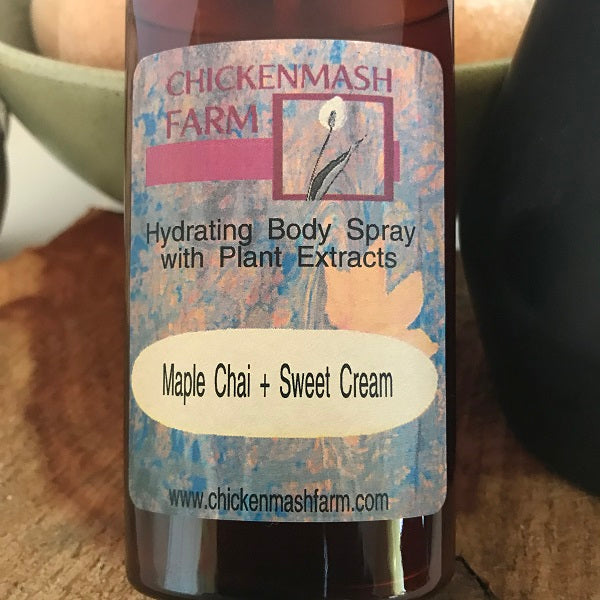 CHICKENMASH
FARM
Hydrating Body Spray
with Plant Extracts
Maple Chai + Sweet Cream
www.chickenmashfarm.com